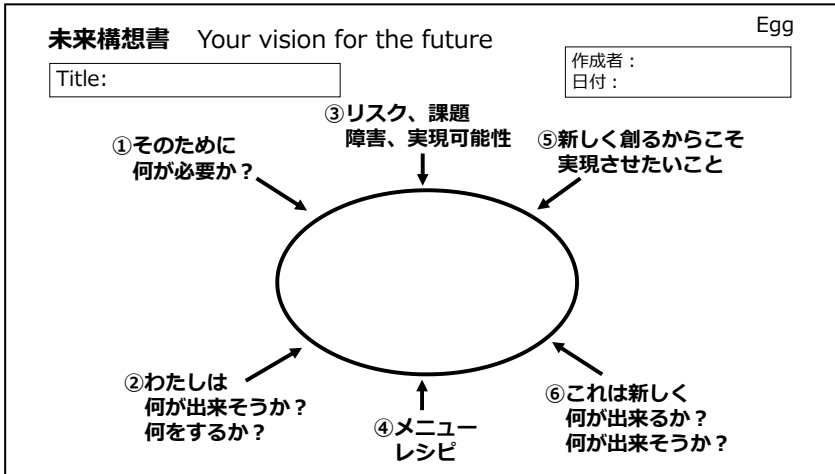 未来構想書 Your vision for the future
Egg
Title:
作成者：
日付：
①そのために
何が必要か？
③リスク、課題
障害、実現可能性
⑤新しく創るからこそ
実現させたいこと
②わたしは
何が出来そうか？
何をするか？
④メニュー
レシピ
⑥これは新しく
何が出来るか？
何が出来そうか？